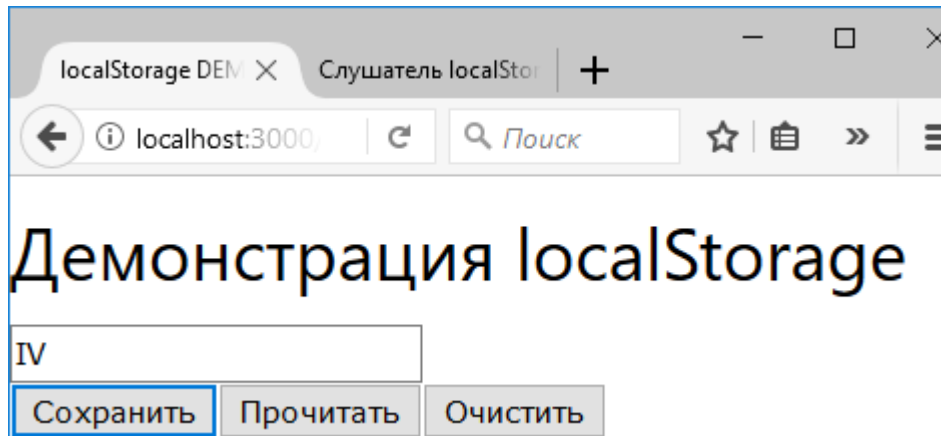 localStorage DEM Слушатель localStor
localhost:3000/ Поиск
Демонстрация localStorage
IV
Сохранить Прочитать Очистить